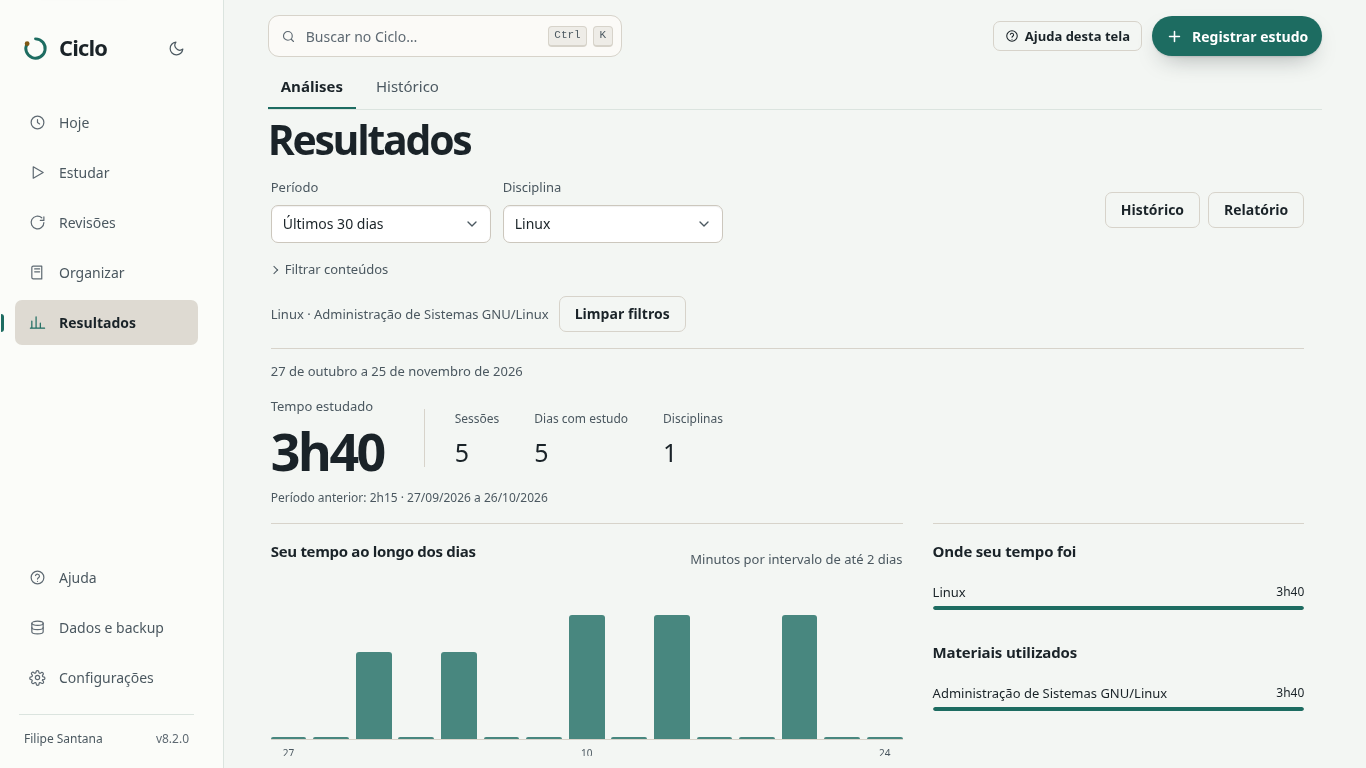 Ciclo
Hoje
Estudar
Revisões
Organizar
Resultados
Ajuda
Dados e backup
Configurações
Filipe Santana v8.2.0
Buscar no Ciclo... Ctrl K
Ajuda desta tela
Registrar estudo
Análises Histórico
Resultados
Período Disciplina
Últimos 30 dias Linux
Histórico Relatório
Filtrar conteúdos
Linux · Administração de Sistemas GNU/Linux Limpar filtros
27 de outubro a 25 de novembro de 2026
Tempo estudado
3h40
Sessões Dias com estudo Disciplinas
5 5 1
Período anterior: 2h15 · 27/09/2026 a 26/10/2026
Seu tempo ao longo dos dias
Minutos por intervalo de até 2 dias
27 10 24
Onde seu tempo foi
Linux 3h40
Materiais utilizados
Administração de Sistemas GNU/Linux 3h40